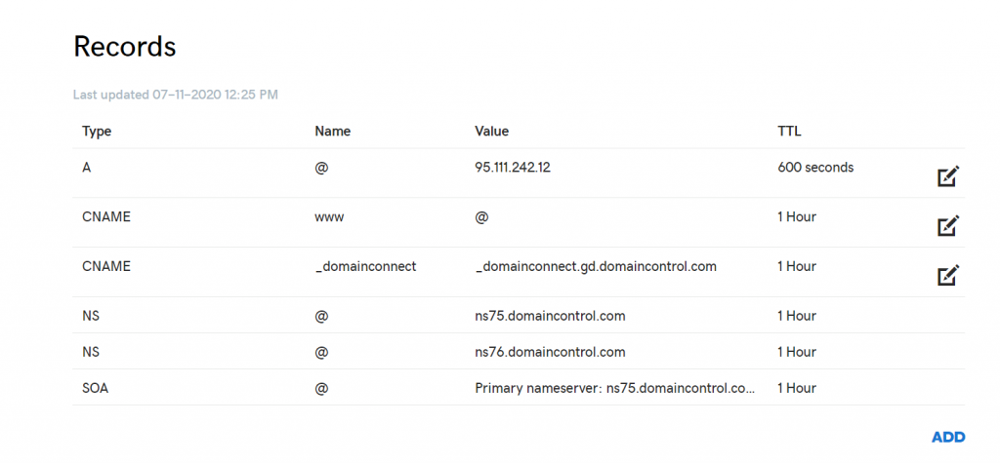 Records
Last updated 07-11-2020 12:25 PM
Type Name Value TTL
A @ 95.111.242.12 600 seconds
CNAME www @ 1 Hour
CNAME _domainconnect _domainconnect.gd.domaincontrol.com 1 Hour
NS @ ns75.domaincontrol.com 1 Hour
NS @ ns76.domaincontrol.com 1 Hour
SOA @ Primary nameserver: ns75.domaincontrol.co... 1 Hour
ADD